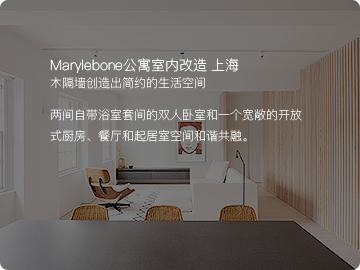 Marylebone公寓室内改造 上海
木隔墙创造出简约的生活空间
两间自带浴室套间的双人卧室和一个宽敞的开放
式厨房、餐厅和起居室空间和谐共融。